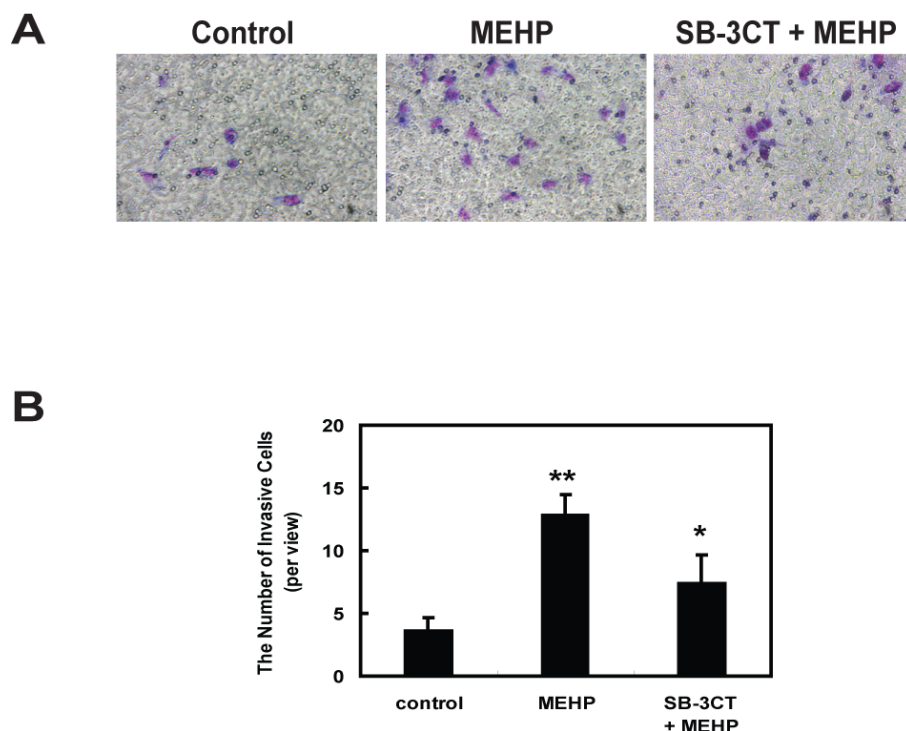 A
Control MEHP SB-3CT + MEHP
B
The Number of Invasive Cells
(per view)
20
15
10
5
0
**
*
control MEHP SB-3CT
+ MEHP